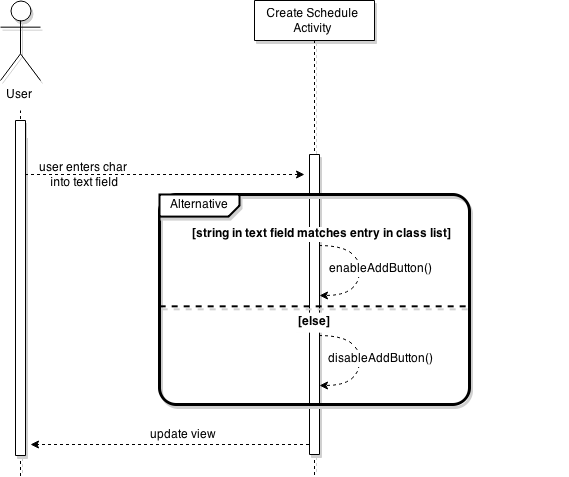 Create Schedule
Activity
User
user enters char
into text field
Alternative
[string in text field matches entry in class list]
enableAddButton()
[else]
disableAddButton()
update view